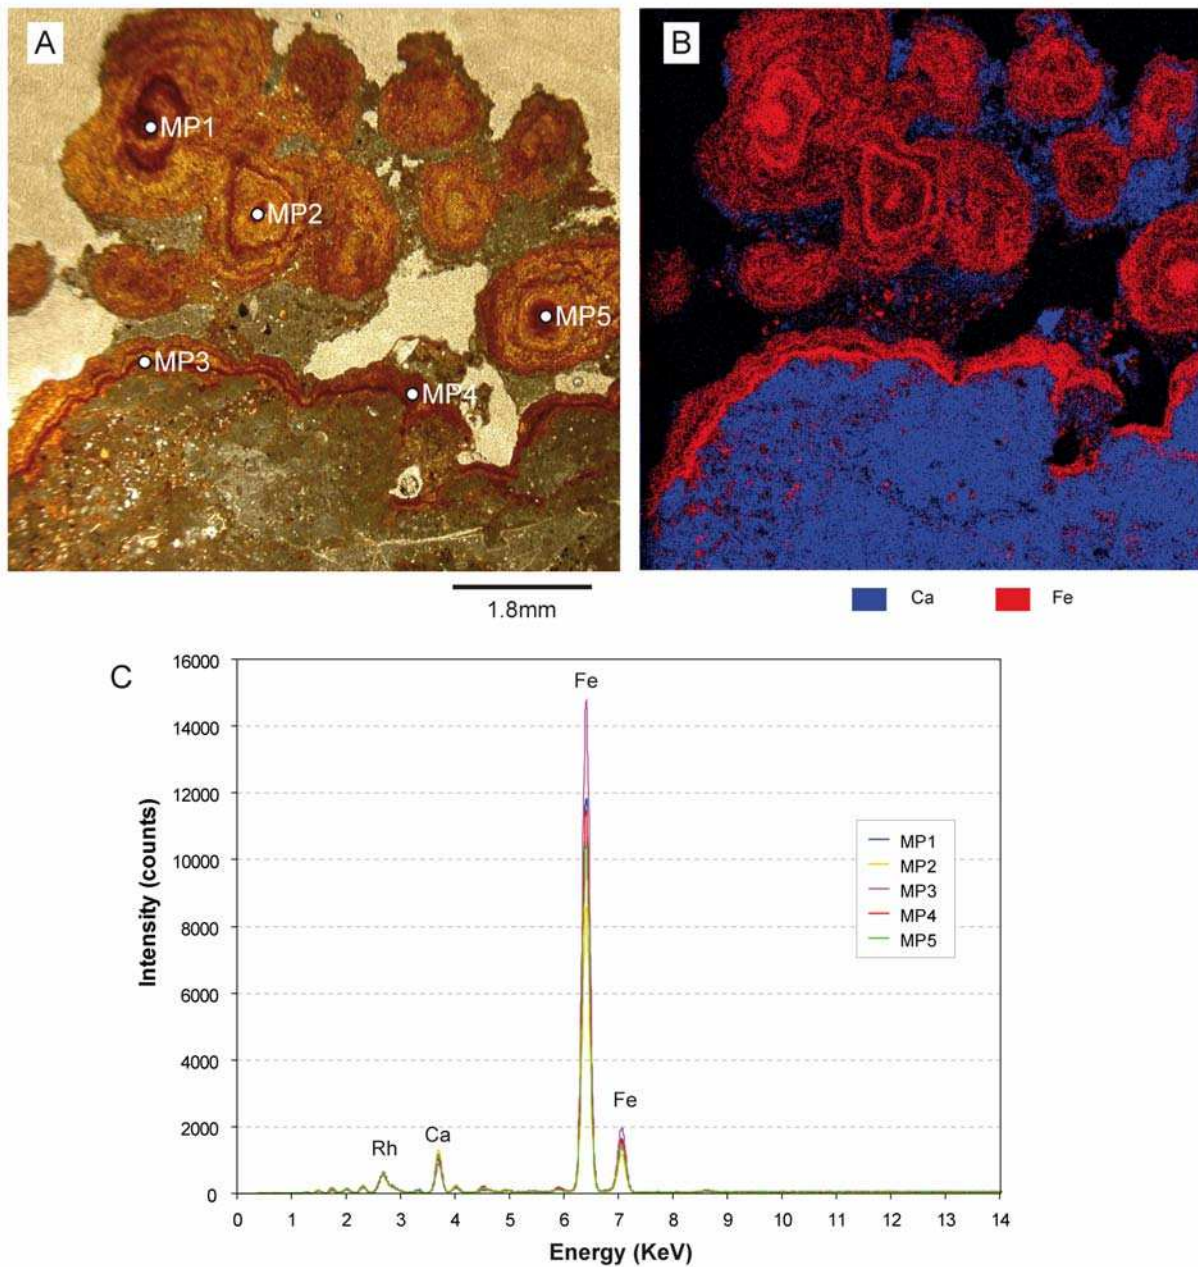 A
B
MP1
MP2
MP5
MP3
MP4
1.8mm
Ca
Fe
C
16000
14000
12000
10000
8000
6000
4000
2000
0
Intensity (counts)
Fe
Fe
Rh
Ca
MP1
MP2
MP3
MP4
MP5
0 1 2 3 4 5 6 7 8 9 10 11 12 13 14
Energy (KeV)